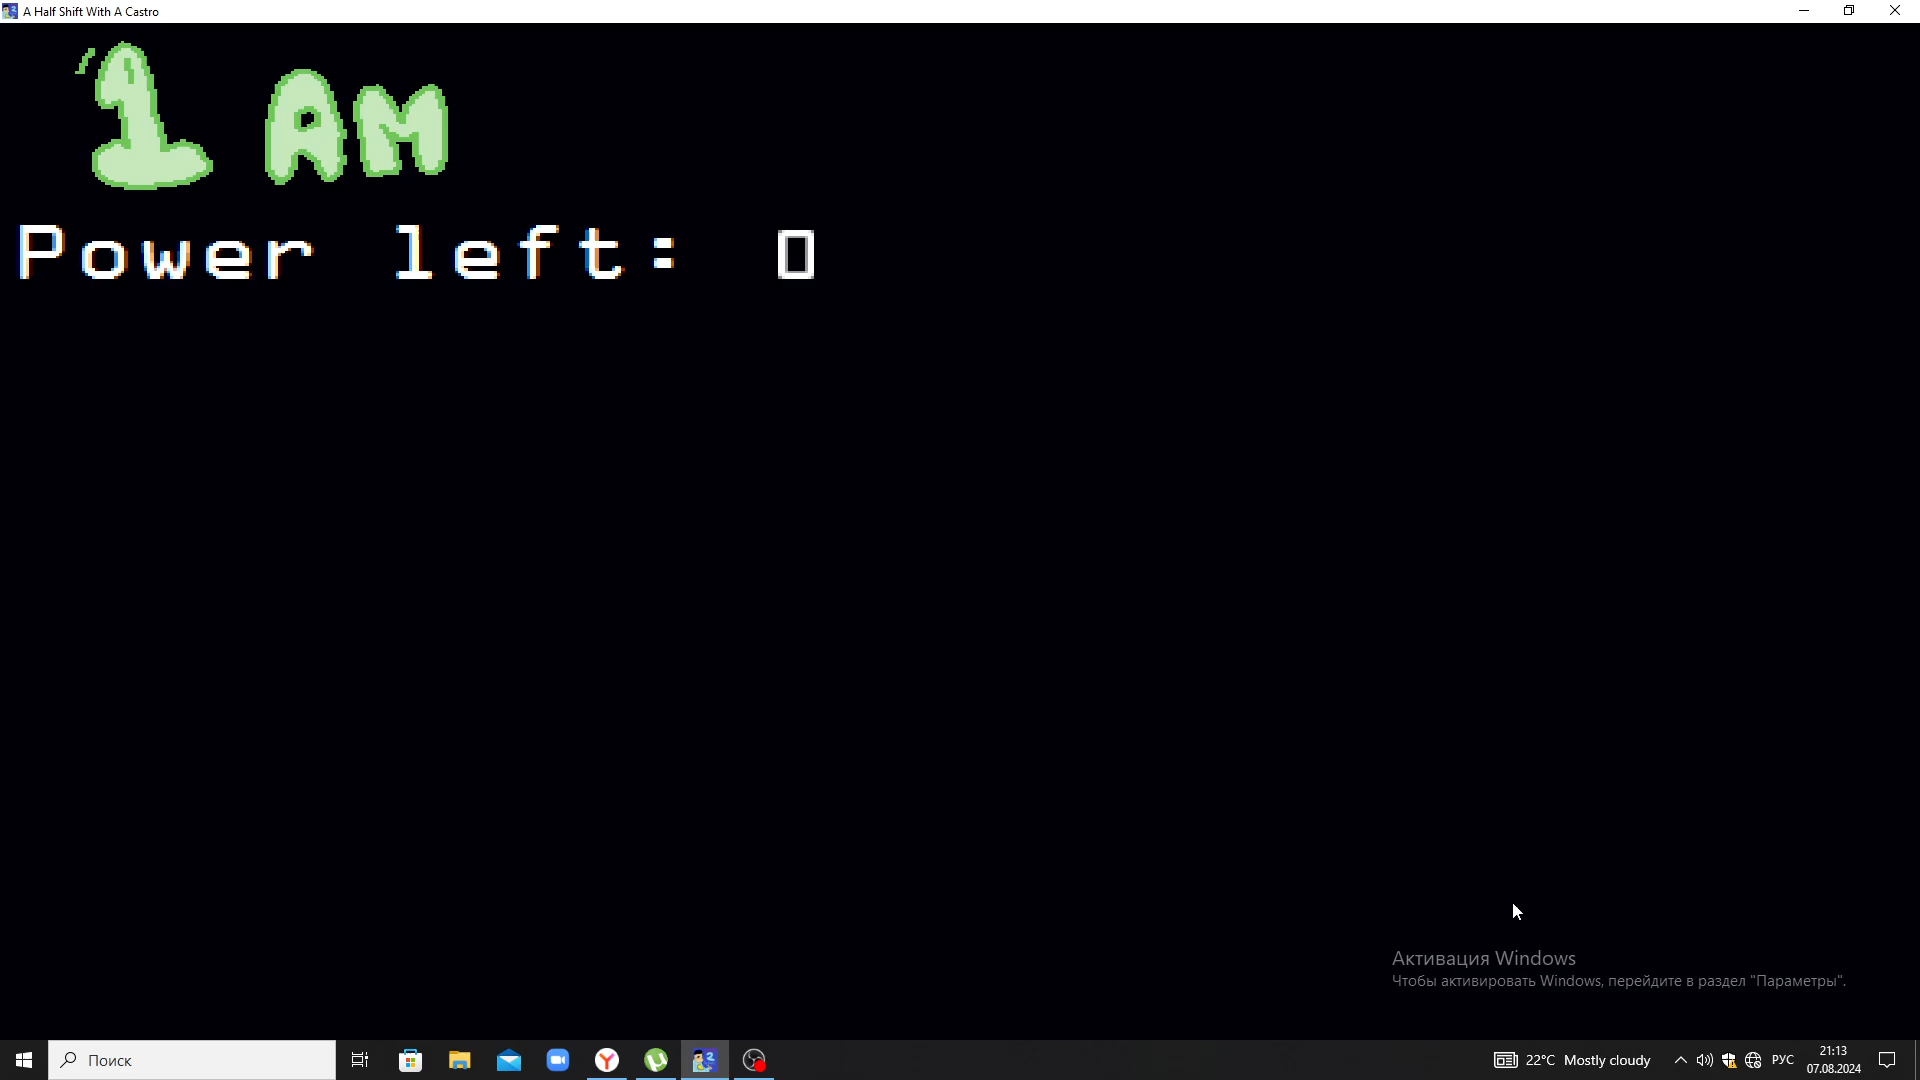 A Half Shift With A Castro
1 AM
Power left: 0
Активация Windows
Чтобы активировать Windows, перейдите в раздел "Параметры".
Поиск
22°C Mostly cloudy
РУС
21:13
07.08.2024